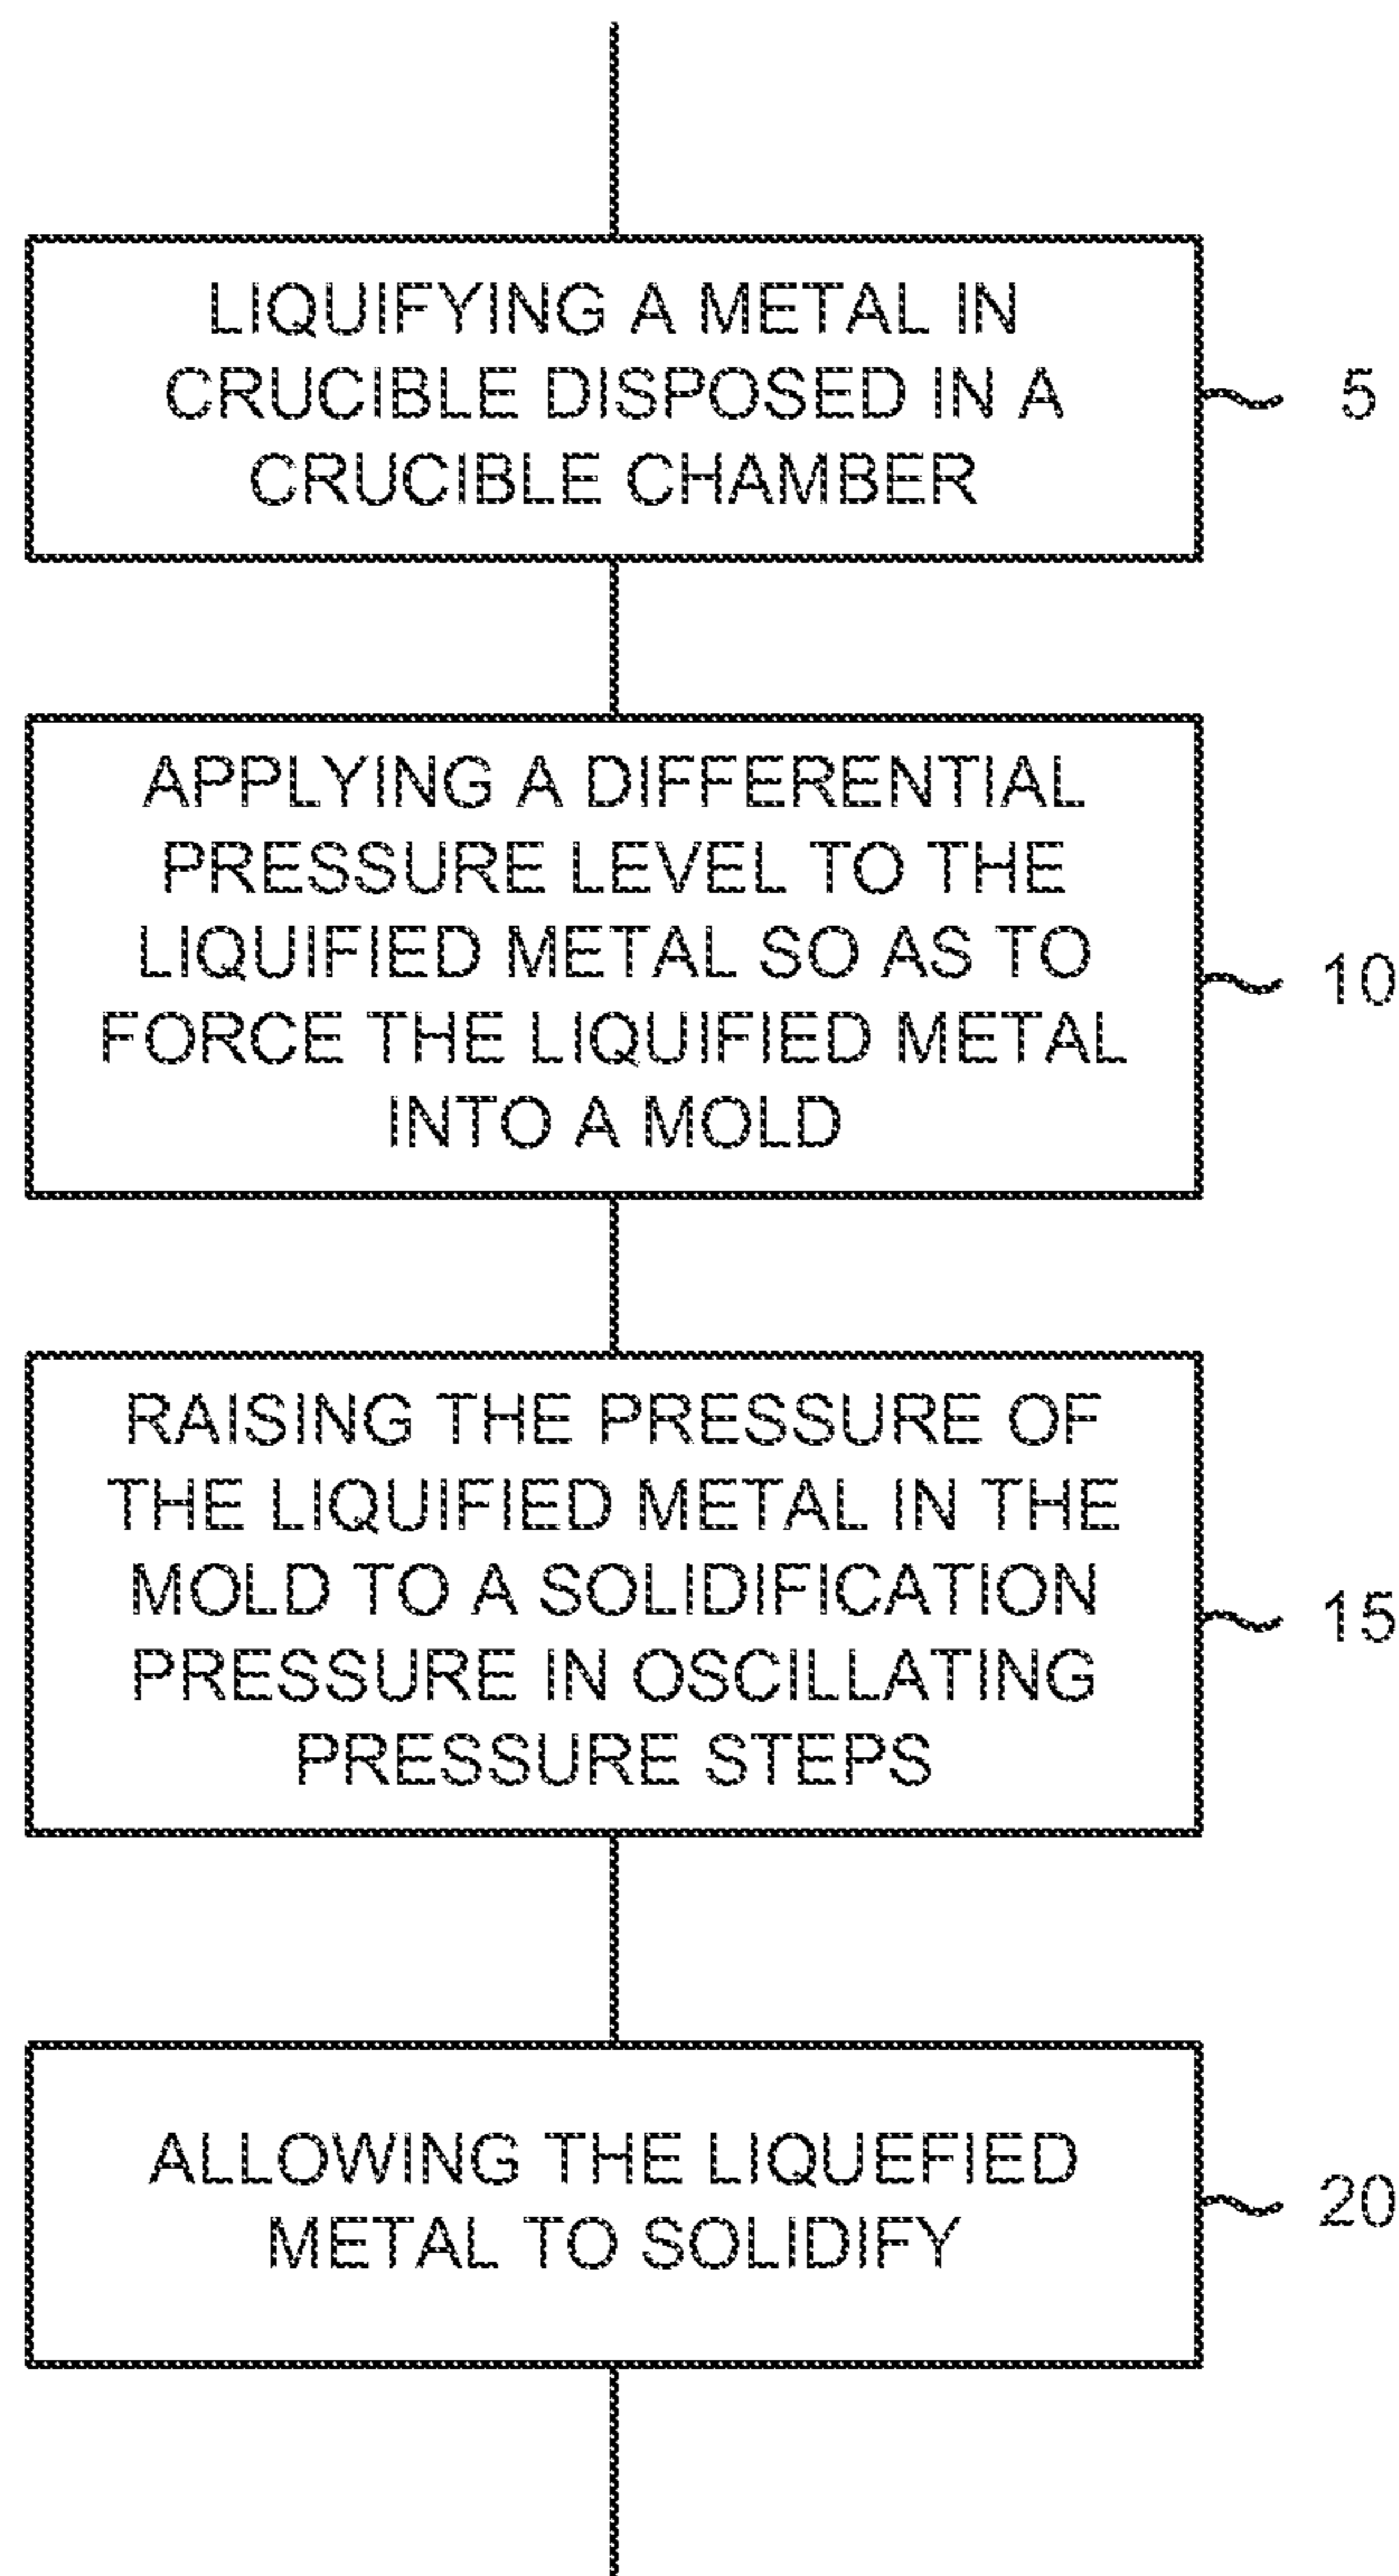 LIQUIFYING A METAL IN
CRUCIBLE DISPOSED IN A
CRUCIBLE CHAMBER
5
APPLYING A DIFFERENTIAL
PRESSURE LEVEL TO THE
LIQUIFIED METAL SO AS TO
FORCE THE LIQUIFIED METAL
INTO A MOLD
10
RAISING THE PRESSURE OF
THE LIQUIFIED METAL IN THE
MOLD TO A SOLIDIFICATION
PRESSURE IN OSCILLATING
PRESSURE STEPS
15
ALLOWING THE LIQUEFIED
METAL TO SOLIDIFY
20